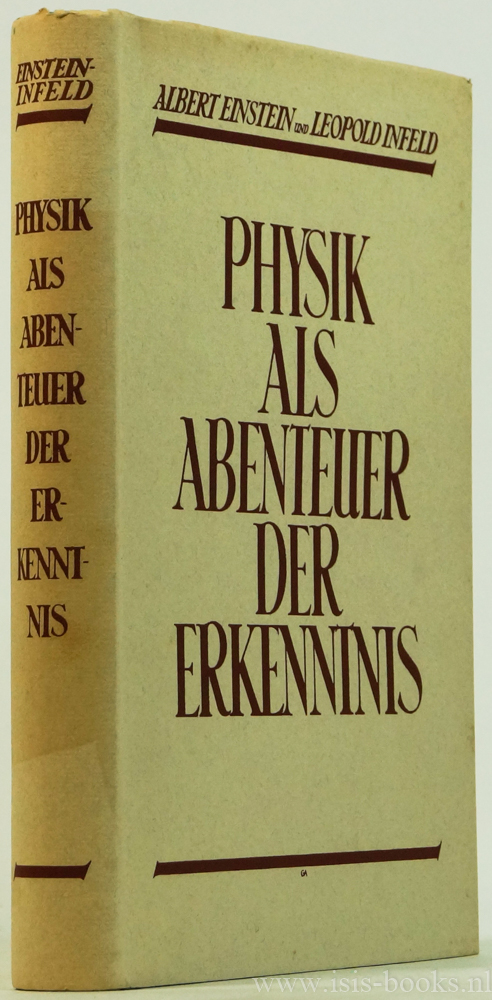 EINSTEIN-
INFELD
PHYSIK
ALS
ABEN-
TEUER
DER
ER-
KENNT-
NIS
ALBERT EINSTEIN UND LEOPOLD INFELD
PHYSIK
ALS
ABENTEUER
DER
ERKENNTNIS
GA
www.isis-books.nl